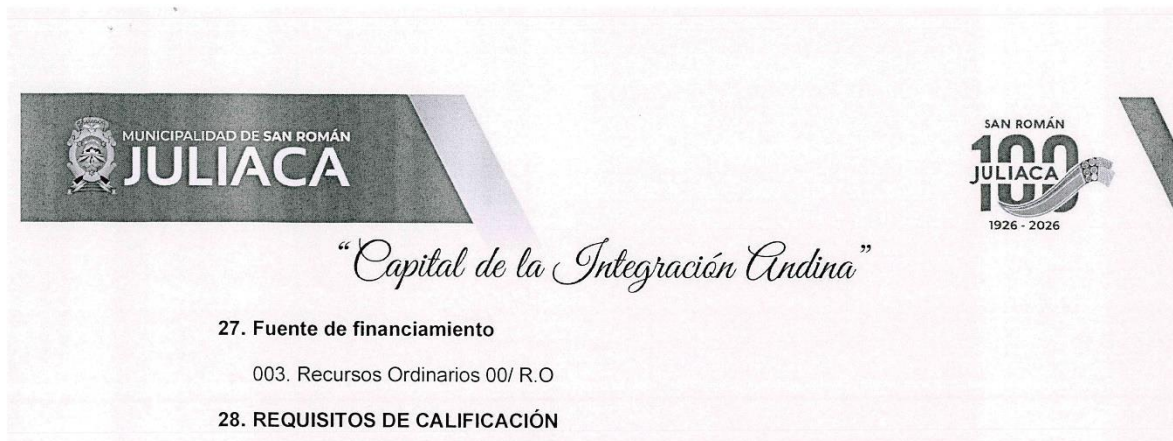 MUNICIPALIDAD DE SAN ROMÁN
JULIACA
SAN ROMÁN
100
JULIACA
1926 - 2026
“Capital de la Integración Andina”
27. Fuente de financiamiento
003. Recursos Ordinarios 00/ R.O
28. REQUISITOS DE CALIFICACIÓN